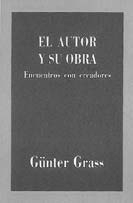 EL AUTOR
Y SU OBRA
Encuentros con creadores
Günter Grass